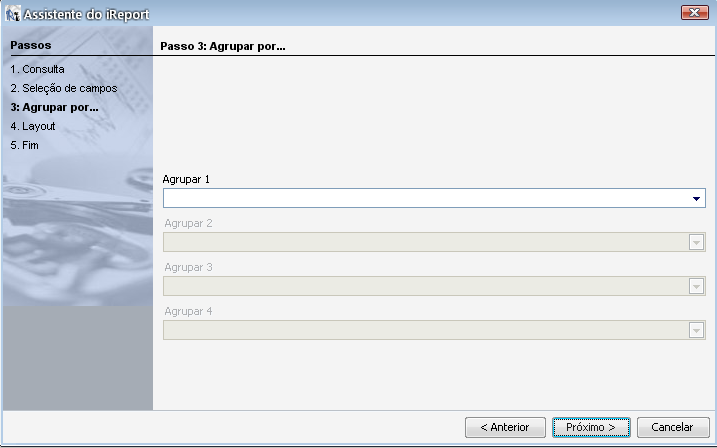 Assistente do iReport
Passos
1. Consulta
2. Seleção de campos
3: Agrupar por...
4. Layout
5. Fim
Passo 3: Agrupar por...
Agrupar 1
Agrupar 2
Agrupar 3
Agrupar 4
< Anterior
Próximo >
Cancelar